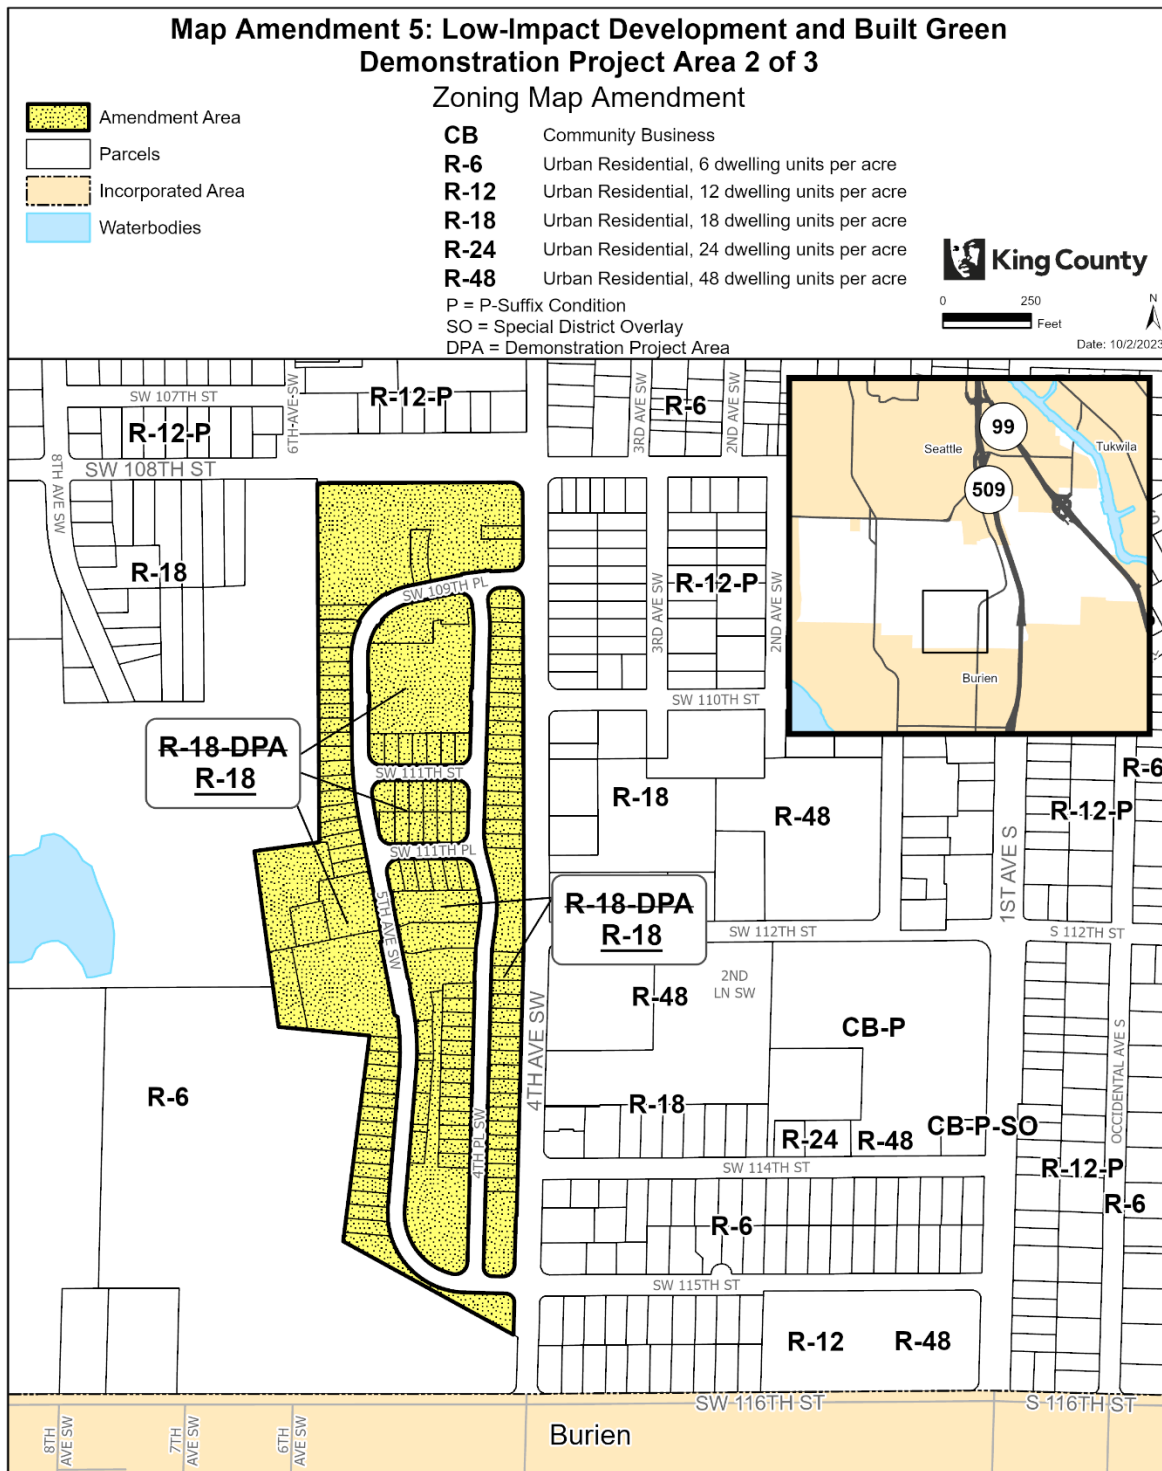 Map Amendment 5: Low-Impact Development and Built Green
Demonstration Project Area 2 of 3
Zoning Map Amendment
Amendment Area
Parcels
Incorporated Area
Waterbodies
CB Community Business
R-6 Urban Residential, 6 dwelling units per acre
R-12 Urban Residential, 12 dwelling units per acre
R-18 Urban Residential, 18 dwelling units per acre
R-24 Urban Residential, 24 dwelling units per acre
R-48 Urban Residential, 48 dwelling units per acre
P = P-Suffix Condition
SO = Special District Overlay
DPA = Demonstration Project Area
King County
0 250
Feet
N
Date: 10/2/2023
SW 107TH ST
6TH AVE SW
R-12-P
R-12-P
3RD AVE SW
R-6
2ND AVE SW
8TH AVE SW
SW 108TH ST
R-18
SW 109TH PL
R-12-P
3RD AVE SW
2ND AVE SW
SW 110TH ST
99
509
Seattle
Tukwila
Burien
R-18-DPA
R-18
SW 111TH ST
SW 111TH PL
R-18
R-48
R-6
R-12-P
1ST AVE S
5TH AVE SW
R-18-DPA
R-18
SW 112TH ST
S 112TH ST
2ND
LN SW
R-48
CB-P
4TH AVE SW
OCCIDENTAL AVE S
R-6
R-18
4TH PL SW
R-24
R-48
CB-P-SO
SW 114TH ST
R-12-P
R-6
R-6
SW 115TH ST
R-12
R-48
SW 116TH ST
S 116TH ST
8TH
AVE SW
7TH
AVE SW
6TH
AVE SW
Burien